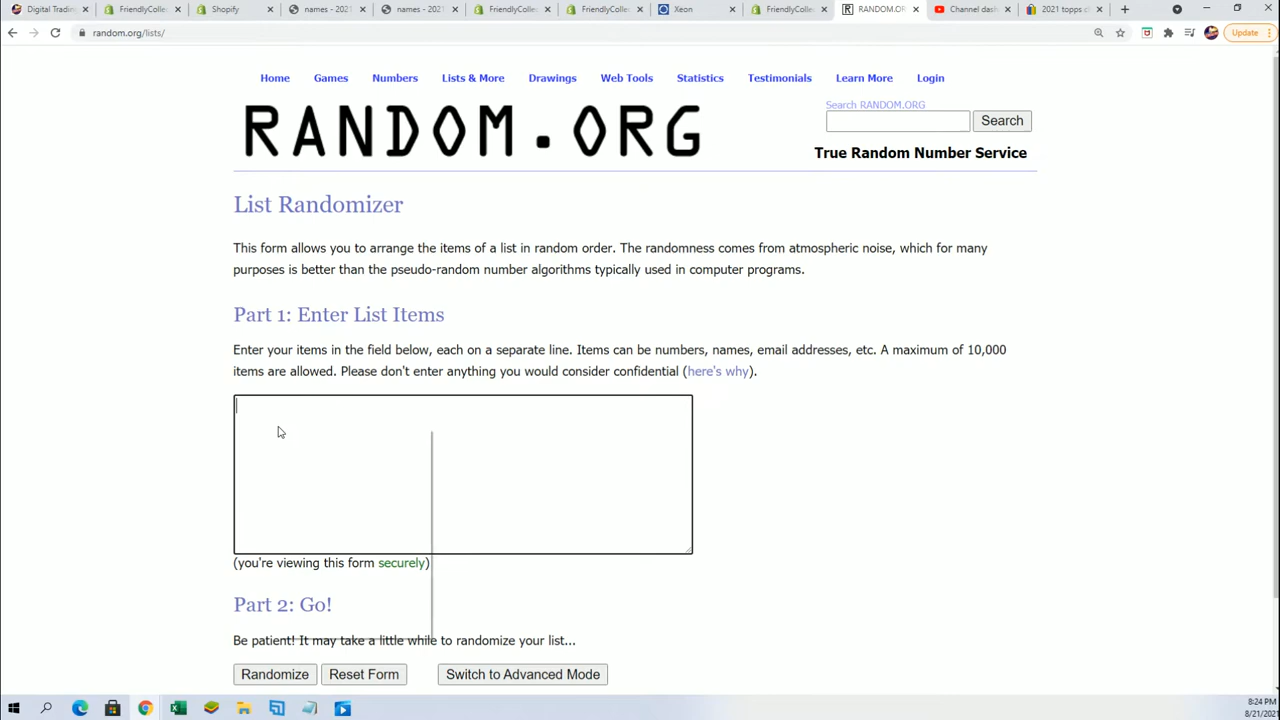 Digital Trading
FriendlyColle
Shopify
names - 2021
names - 2021
FriendlyColle
FriendlyColle
Xeon
FriendlyColle
RANDOM.OR
Channel dash
2021 topps c
random.org/lists/
Update
Home Games Numbers Lists & More Drawings Web Tools Statistics Testimonials Learn More Login
RANDOM.ORG
Search RANDOM.ORG
Search
True Random Number Service
List Randomizer
This form allows you to arrange the items of a list in random order. The randomness comes from atmospheric noise, which for many
purposes is better than the pseudo-random number algorithms typically used in computer programs.
Part 1: Enter List Items
Enter your items in the field below, each on a separate line. Items can be numbers, names, email addresses, etc. A maximum of 10,000
items are allowed. Please don't enter anything you would consider confidential (here's why).
(you're viewing this form securely)
Part 2: Go!
Be patient! It may take a little while to randomize your list...
Randomize Reset Form Switch to Advanced Mode
8:24 PM
8/21/202